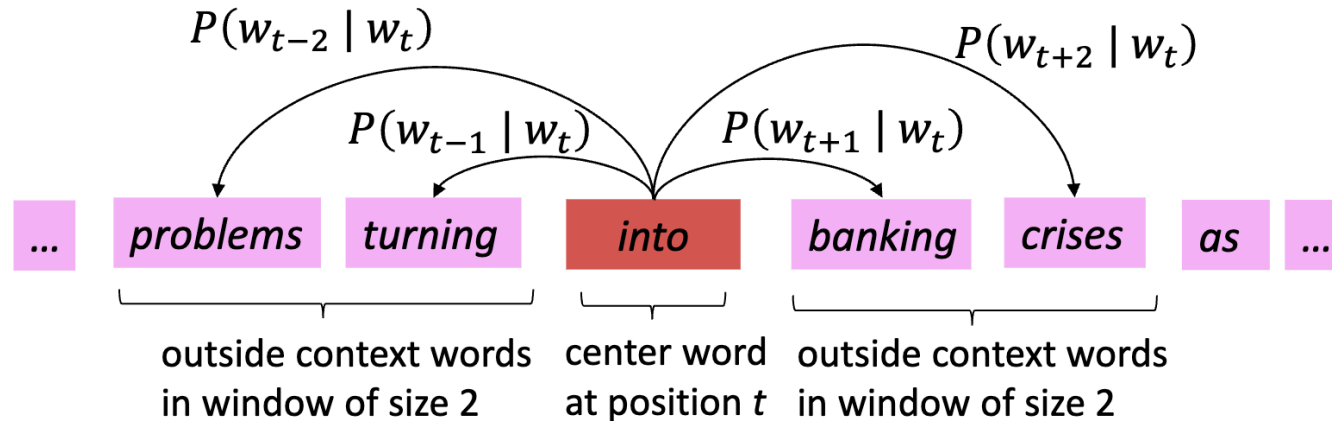 P(w_{t−2} | w_t) P(w_{t+2} | w_t)
P(w_{t−1} | w_t) P(w_{t+1} | w_t)
... problems turning into banking crises as ...
outside context words center word outside context words
in window of size 2 at position t in window of size 2